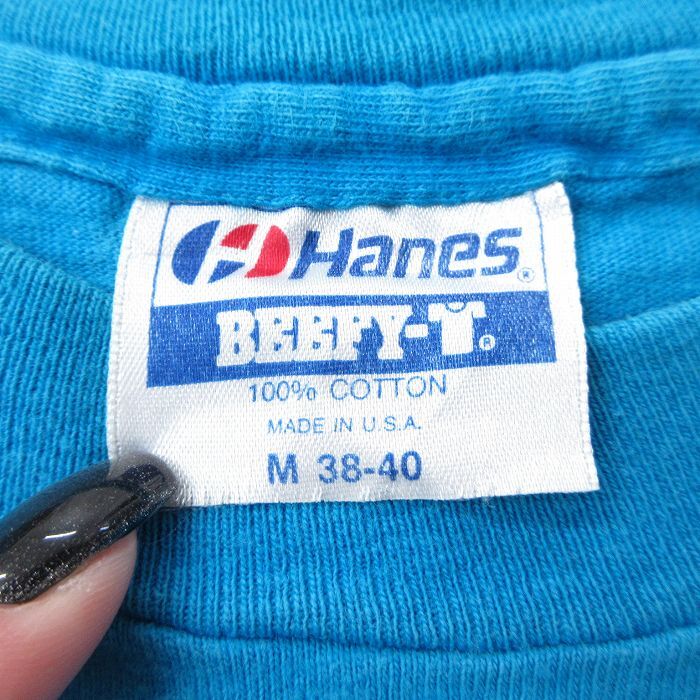 Hanes®
BEEFY-T®
100% COTTON
MADE IN U.S.A.
M 38-40